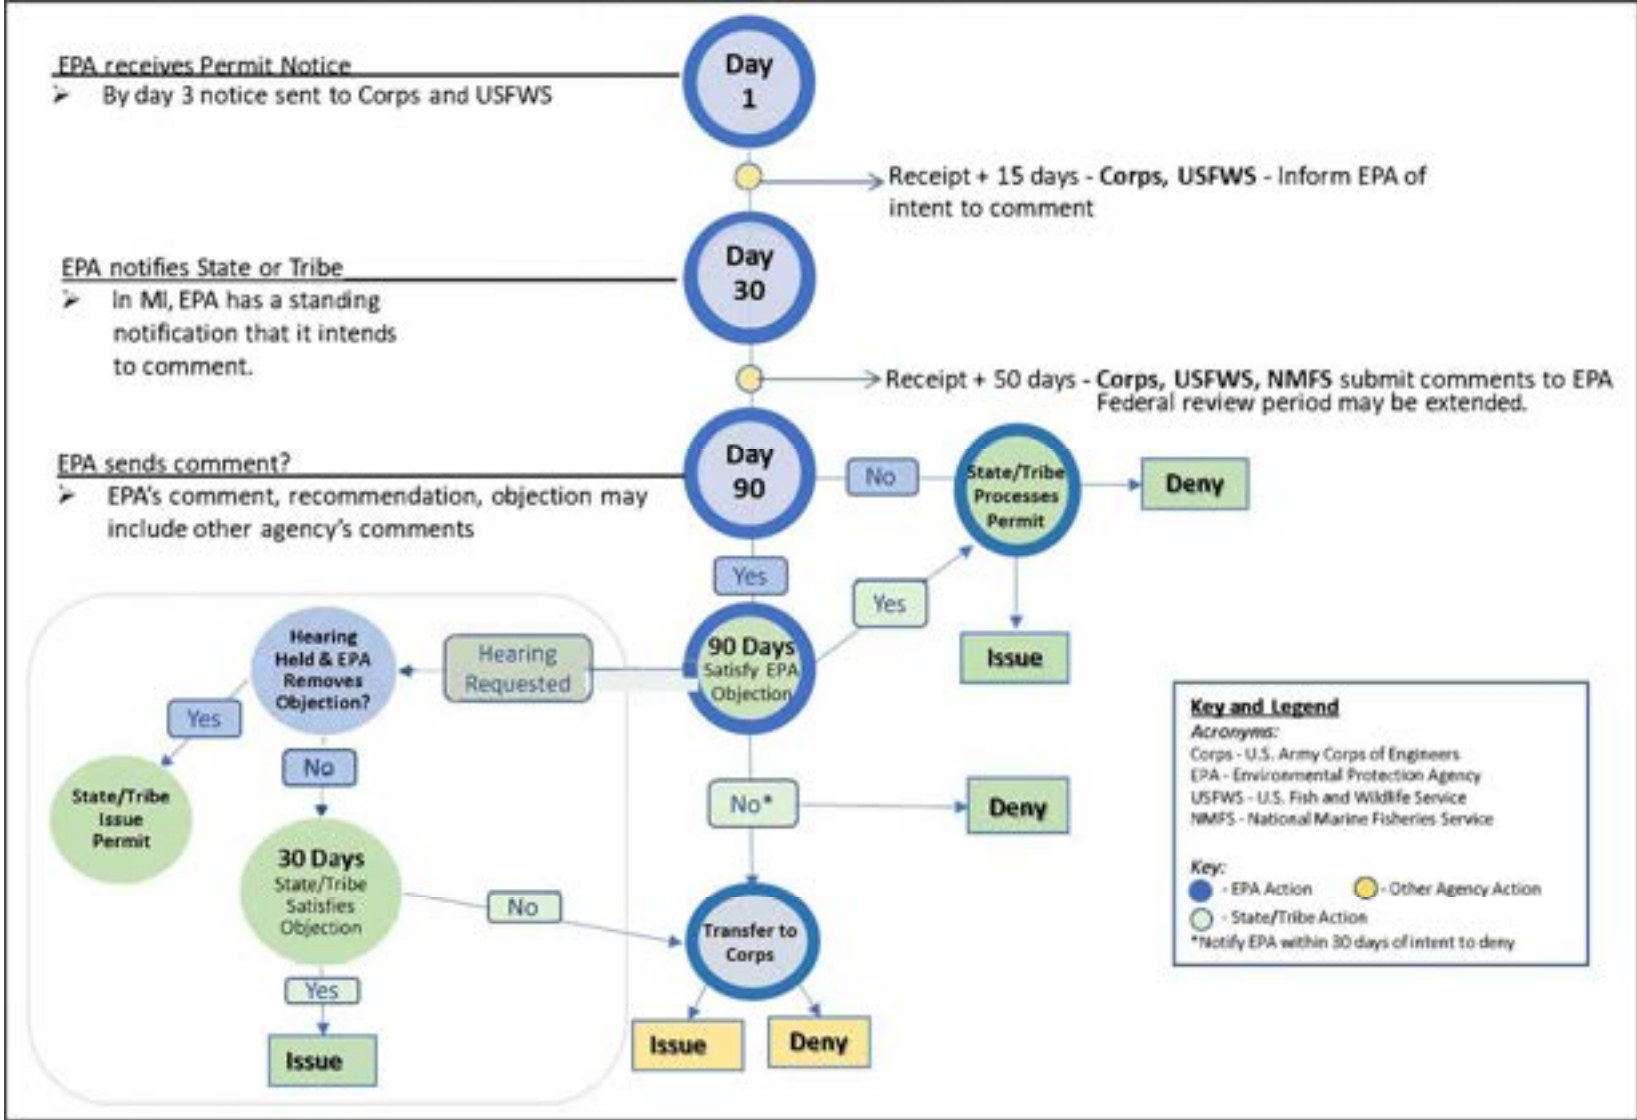 Day
1
EPA receives Permit Notice
➢ By day 3 notice sent to Corps and USFWS
Receipt + 15 days - Corps, USFWS - Inform EPA of
intent to comment
Day
30
EPA notifies State or Tribe
➢ In MI, EPA has a standing
notification that it intends
to comment.
Receipt + 50 days - Corps, USFWS, NMFS submit comments to EPA
Federal review period may be extended.
Day
90
EPA sends comment?
➢ EPA's comment, recommendation, objection may
include other agency's comments
No
State/Tribe
Processes
Permit
Deny
Yes
Yes
Issue
90 Days
Satisfy EPA
Objection
Hearing
Requested
Hearing
Held & EPA
Removes
Objection?
Yes
No
State/Tribe
Issue
Permit
No*
Deny
30 Days
State/Tribe
Satisfies
Objection
No
Transfer to
Corps
Yes
Issue
Issue
Deny
Key and Legend
Acronyms:
Corps - U.S. Army Corps of Engineers
EPA - Environmental Protection Agency
USFWS - U.S. Fish and Wildlife Service
NMFS - National Marine Fisheries Service
Key:
- EPA Action
- Other Agency Action
- State/Tribe Action
*Notify EPA within 30 days of intent to deny